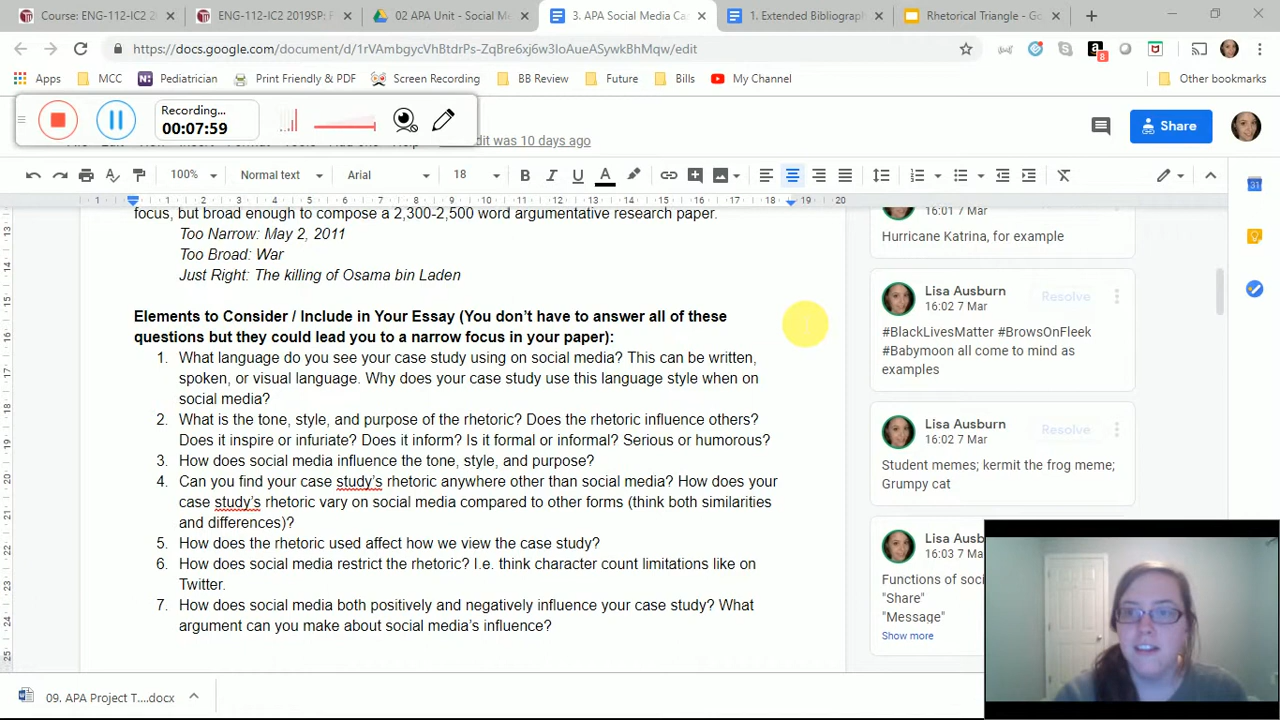 Course: ENG-112-IC2 2019SP:
ENG-112-IC2 2019SP: F
02 APA Unit - Social M
3. APA Social Media Ca
1. Extended Bibliograph
Rhetorical Triangle - Go
https://docs.google.com/document/d/1rVAmbgycVhBtdrPs-ZqBre6xj6w3IoAueASywkBhMqw/edit
8
Apps
MCC
Pediatrician
Print Friendly & PDF
Screen Recording
BB Review
Future
Bills
My Channel
Other bookmarks
Recording...
00:07:59
edit was 10 days ago
Share
100%
Normal text
Arial
18
focus, but broad enough to compose a 2,300-2,500 word argumentative research paper.
Too Narrow: May 2, 2011
Too Broad: War
Just Right: The killing of Osama bin Laden
Elements to Consider / Include in Your Essay (You don't have to answer all of these
questions but they could lead you to a narrow focus in your paper):
1. What language do you see your case study using on social media? This can be written,
spoken, or visual language. Why does your case study use this language style when on
social media?
2. What is the tone, style, and purpose of the rhetoric? Does the rhetoric influence others?
Does it inspire or infuriate? Does it inform? Is it formal or informal? Serious or humorous?
3. How does social media influence the tone, style, and purpose?
4. Can you find your case study's rhetoric anywhere other than social media? How does your
case study's rhetoric vary on social media compared to other forms (think both similarities
and differences)?
5. How does the rhetoric used affect how we view the case study?
6. How does social media restrict the rhetoric? I.e. think character count limitations like on
Twitter.
7. How does social media both positively and negatively influence your case study? What
argument can you make about social media's influence?
16:01 7 Mar
Hurricane Katrina, for example
Lisa Ausburn
16:02 7 Mar
Resolve
#BlackLivesMatter #BrowsOnFleek
#Babymoon all come to mind as
examples
Lisa Ausburn
16:02 7 Mar
Resolve
Student memes; kermit the frog meme;
Grumpy cat
Lisa Ausburn
16:03 7 Mar
Functions of soci
"Share"
"Message"
Show more
09. APA Project T....docx